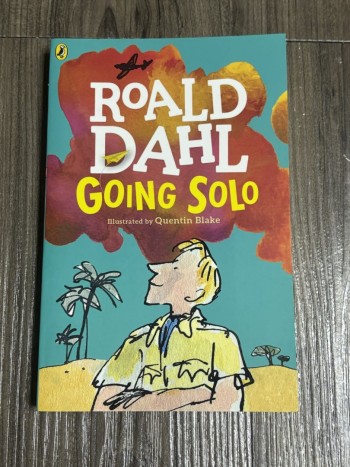 ROALD
DAHL
GOING SOLO
Illustrated by Quentin Blake